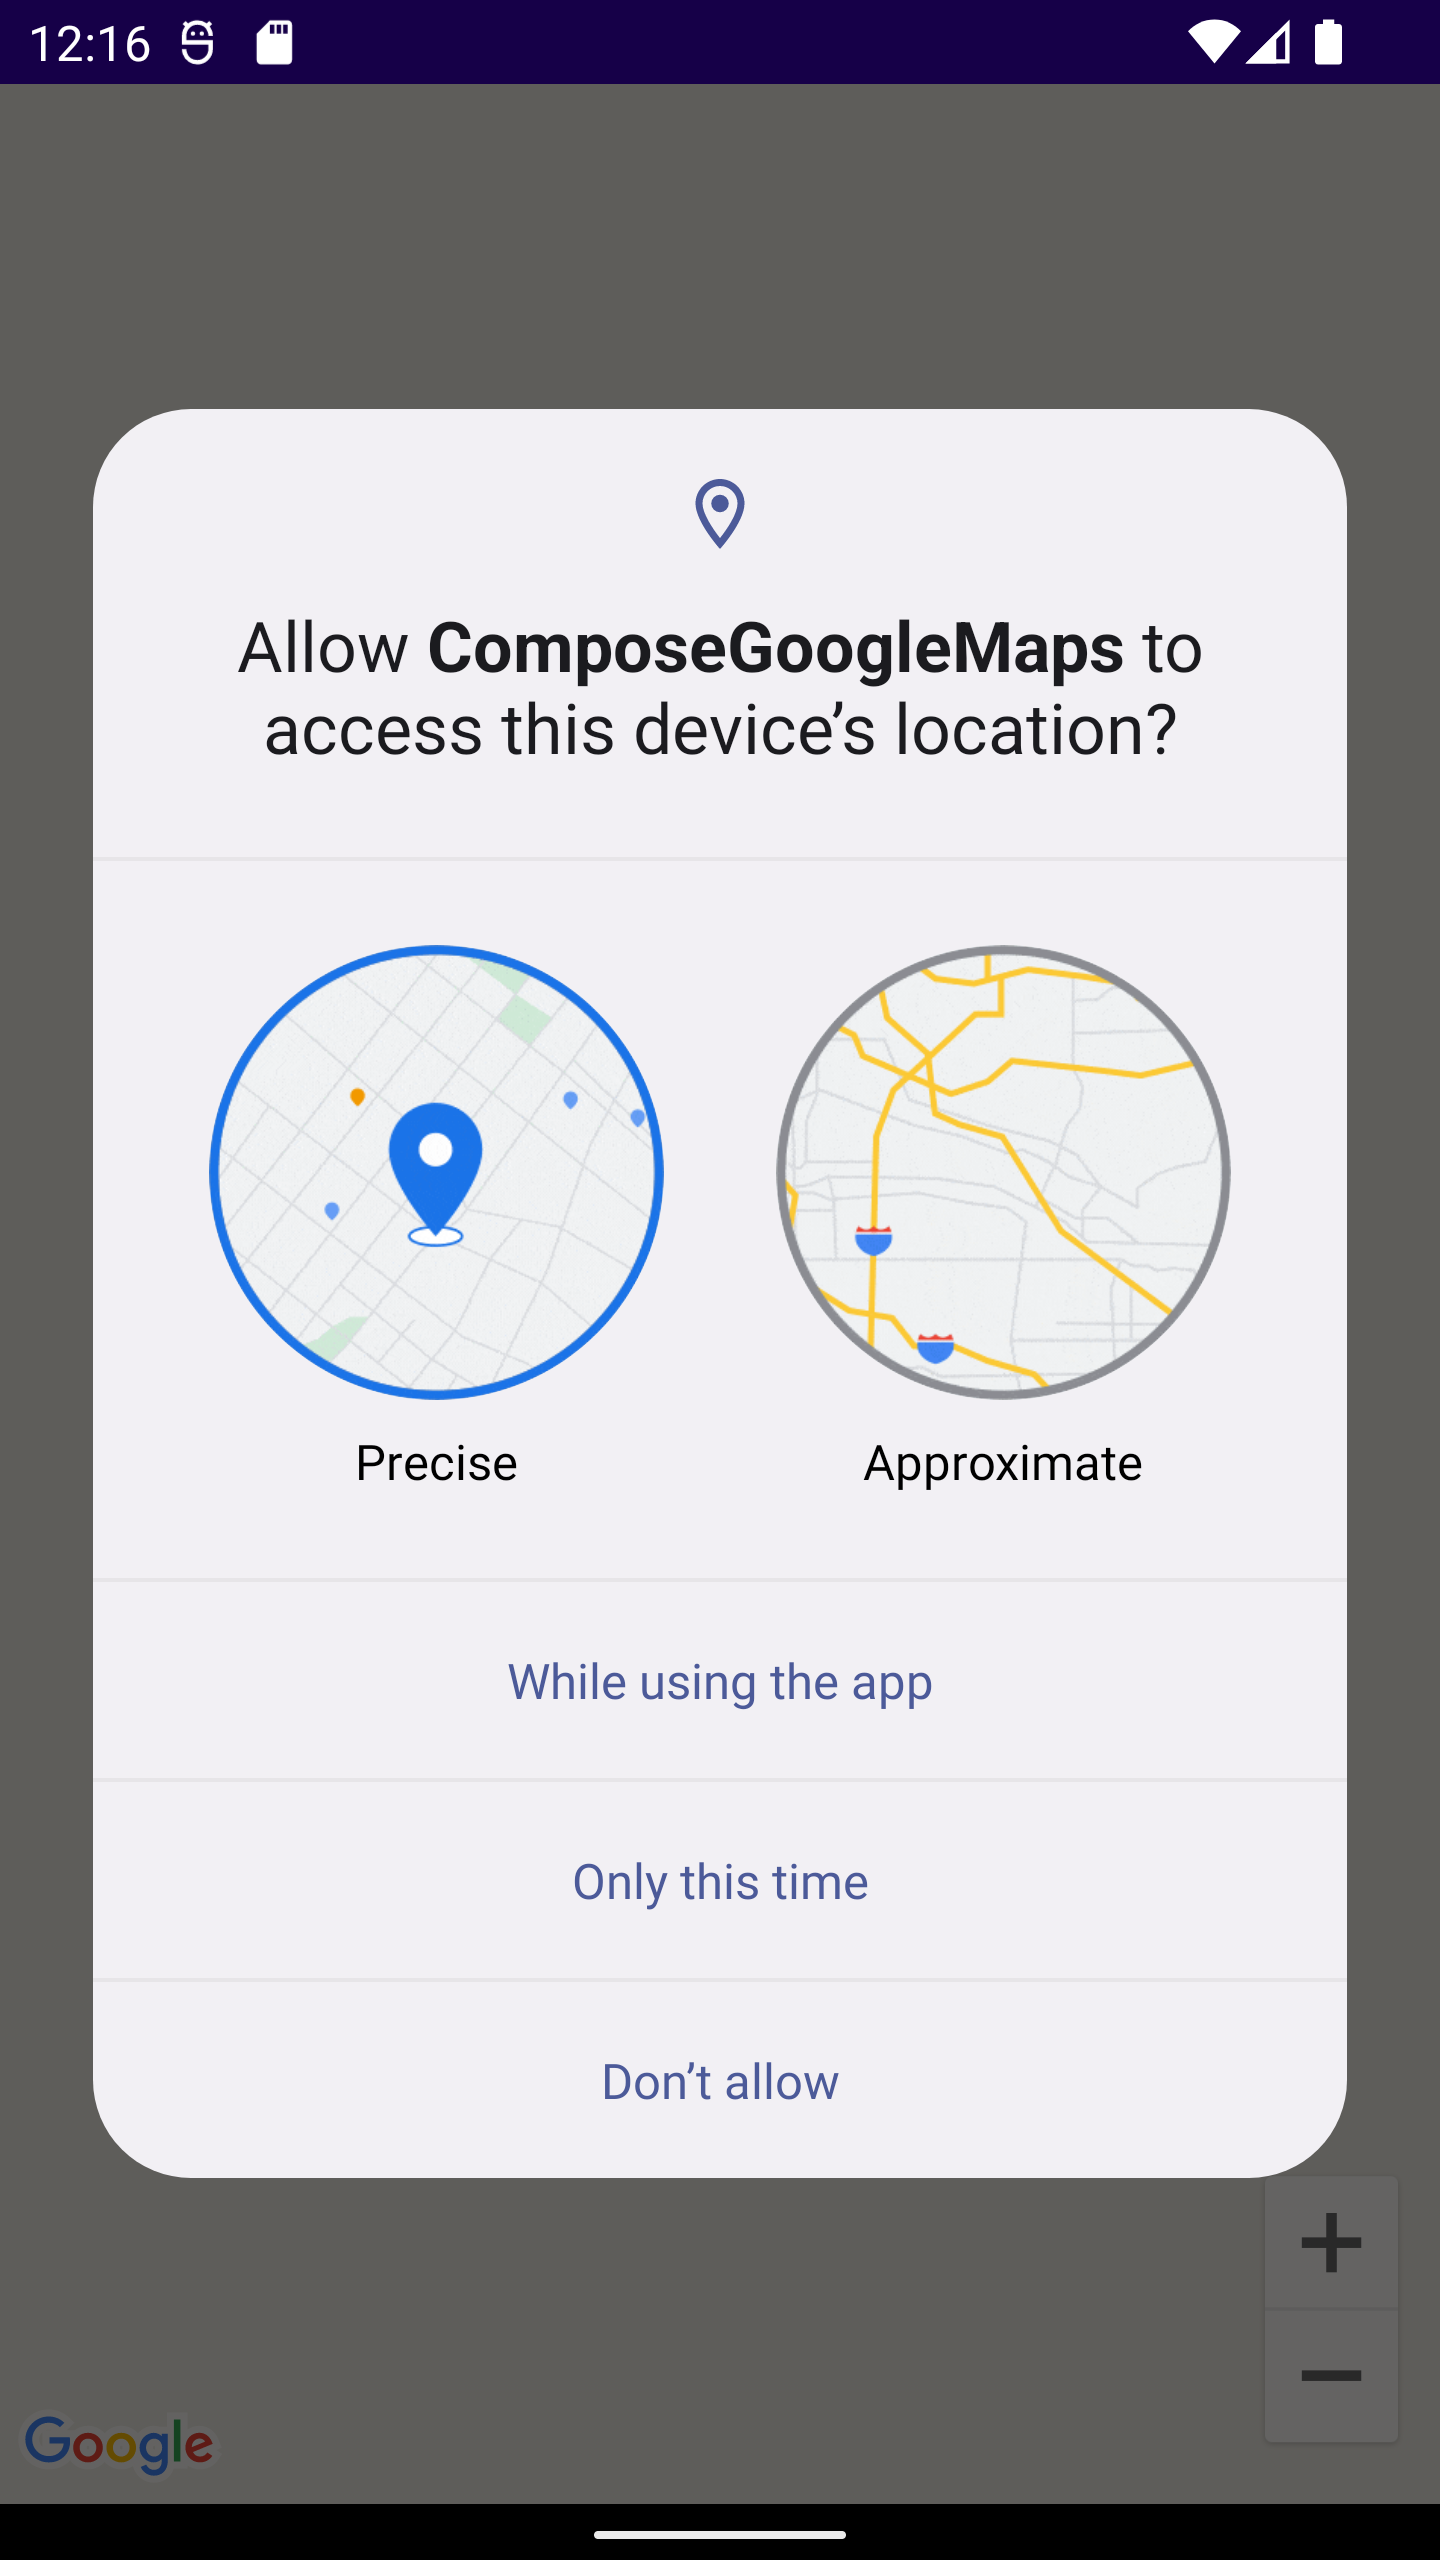 12:16
Allow ComposeGoogleMaps to
access this device’s location?
Precise
Approximate
While using the app
Only this time
Don’t allow
Google